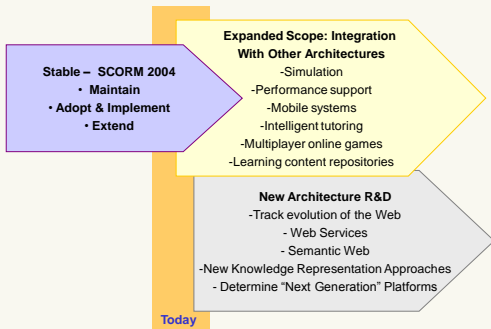 Stable – SCORM 2004
• Maintain
• Adopt & Implement
• Extend
Expanded Scope: Integration
With Other Architectures
-Simulation
-Performance support
-Mobile systems
-Intelligent tutoring
-Multiplayer online games
-Learning content repositories
New Architecture R&D
-Track evolution of the Web
- Web Services
- Semantic Web
-New Knowledge Representation Approaches
- Determine “Next Generation” Platforms
Today